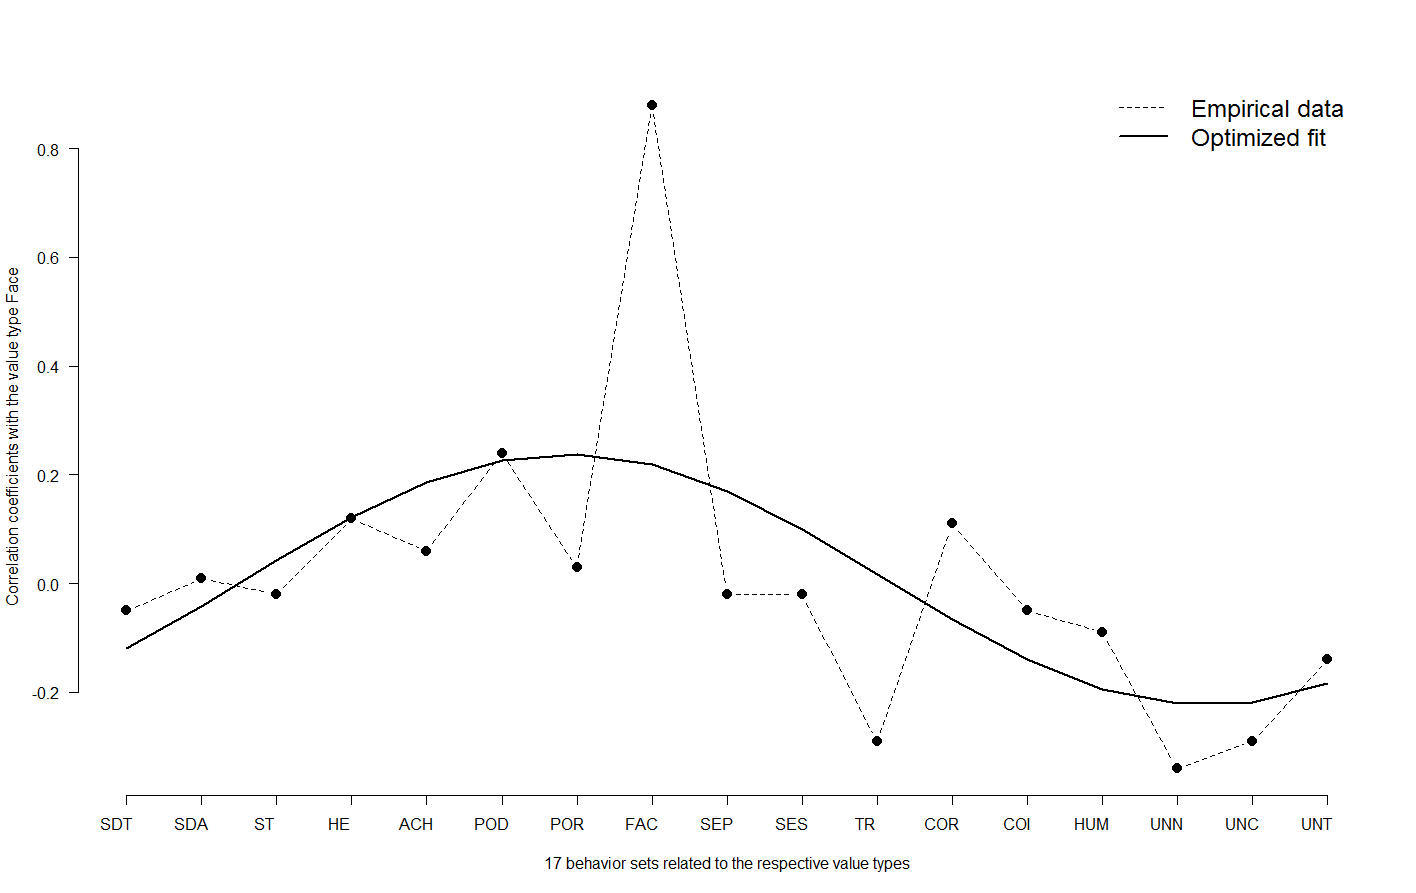 Empirical data
Optimized fit
Correlation coefficients with the value type Face
0.8
0.6
0.4
0.2
0.0
-0.2
SDT SDA ST HE ACH POD POR FAC SEP SES TR COR COI HUM UNN UNC UNT
17 behavior sets related to the respective value types